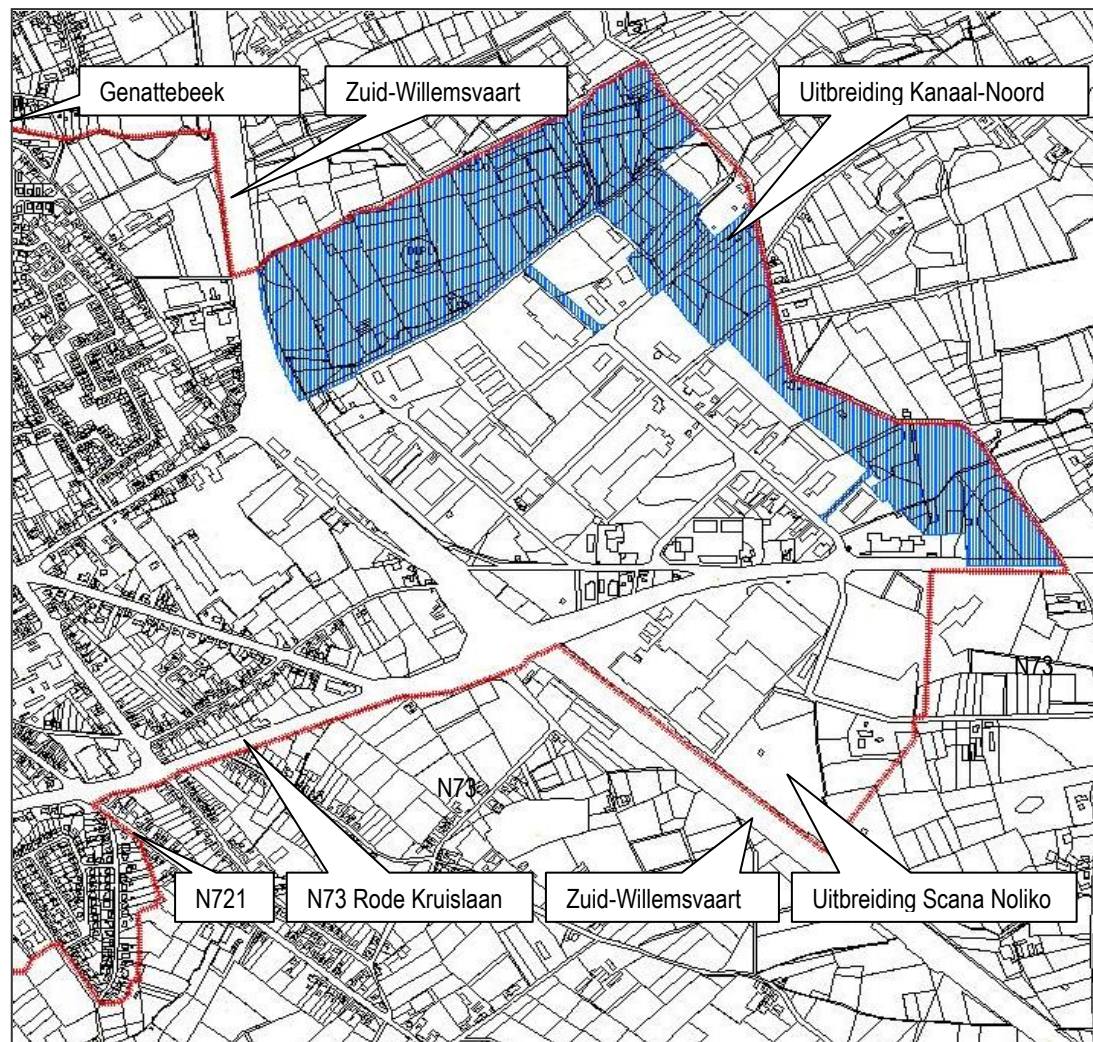 Genattebeek
Zuid-Willemsvaart
Uitbreiding Kanaal-Noord
N73
N73
N721
N73 Rode Kruislaan
Zuid-Willemsvaart
Uitbreiding Scana Noliko